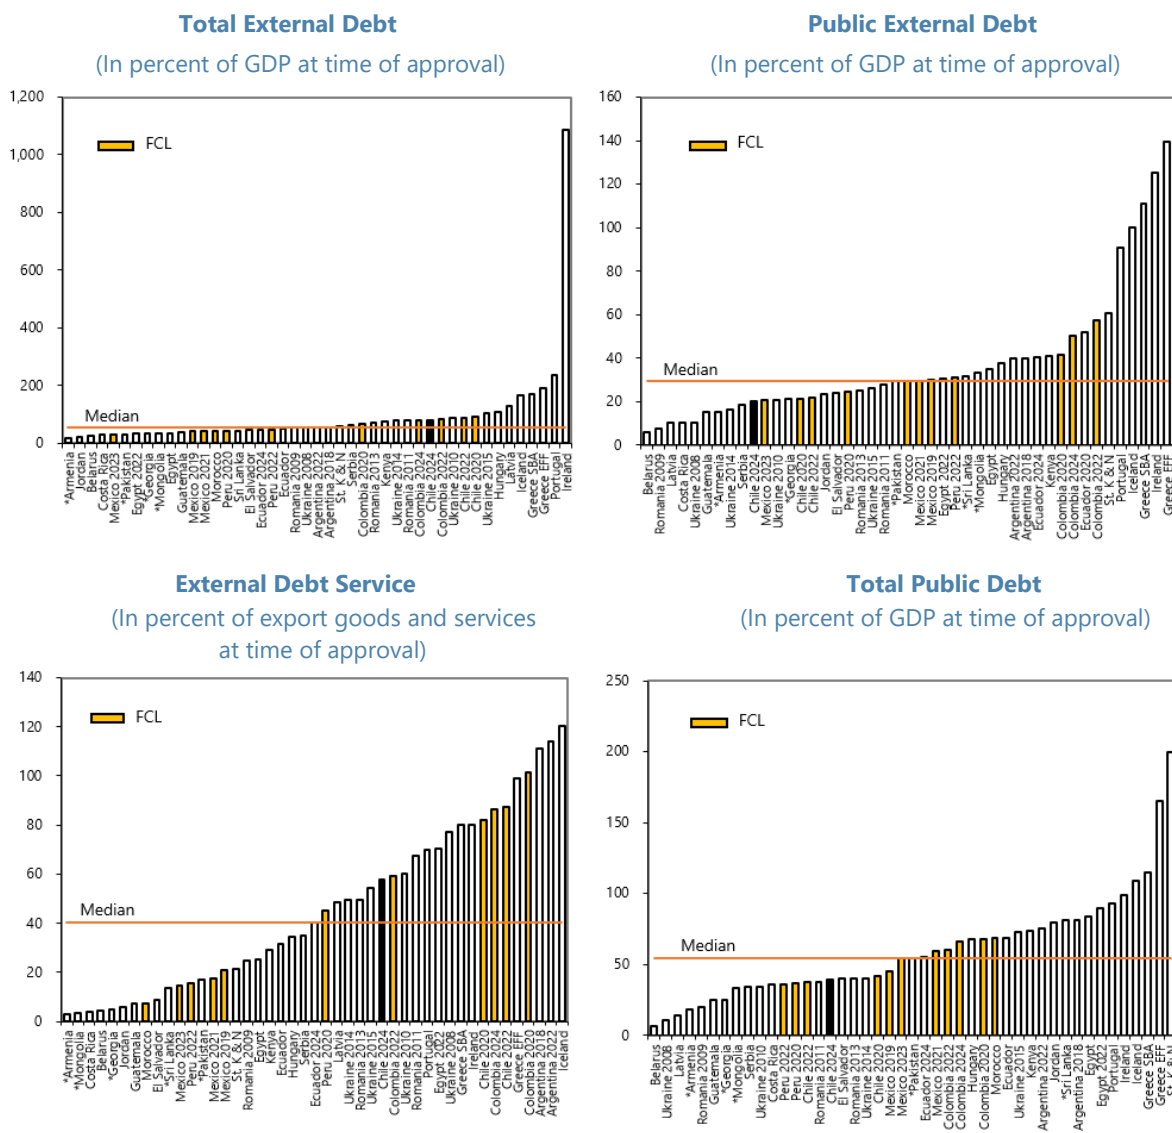 Total External Debt
(In percent of GDP at time of approval)
1,200
1,000
800
600
400
200
0
FCL
Median
*Armenia
Jordan
Belarus
Costa Rica
Mexico 2023
*Pakistan
Egypt 2022
*Georgia
*Mongolia
Egypt
Guatemala
Mexico 2019
Mexico 2021
Morocco
Peru 2020
Sri Lanka
El Salvador
Ecuador 2024
Peru 2022
Ecuador
Romania 2009
Ukraine 2008
Argentina 2022
Argentina 2018
St. K & N
Serbia
Colombia 2020
Romania 2013
Kenya
Ukraine 2014
Romania 2011
Colombia 2024
Chile 2024
Colombia 2022
Ukraine 2010
Chile 2022
Chile 2020
Ukraine 2015
Hungary
Latvia
Iceland
Greece SBA
Greece EFF
Portugal
Ireland
Public External Debt
(In percent of GDP at time of approval)
160
140
120
100
80
60
40
20
0
FCL
Median
Belarus
Romania 2009
Latvia
Costa Rica
Ukraine 2008
Guatemala
*Armenia
Ukraine 2014
Serbia
Chile 2024
Mexico 2023
Ukraine 2010
*Georgia
Chile 2020
Chile 2022
Jordan
El Salvador
Peru 2020
Romania 2013
Ukraine 2015
Romania 2011
*Pakistan
Morocco
Mexico 2021
Mexico 2019
Egypt 2022
Peru 2022
*Sri Lanka
*Mongolia
Egypt
Hungary
Argentina 2022
Argentina 2018
Ecuador 2024
Kenya
Colombia 2020
Colombia 2024
Ecuador 2020
Colombia 2022
St. K & N
Portugal
Iceland
Greece SBA
Ireland
Greece EFF
External Debt Service
(In percent of export goods and services
at time of approval)
140
120
100
80
60
40
20
0
FCL
Median
*Armenia
*Mongolia
Costa Rica
Belarus
*Georgia
Jordan
Guatemala
Morocco
El Salvador
*Sri Lanka
Mexico 2023
Peru 2022
*Pakistan
Mexico 2021
Mexico 2019
St. K & N
Romania 2009
Egypt
Kenya
Ecuador
Hungary
Serbia
Ecuador 2024
Peru 2020
Latvia
Ukraine 2014
Romania 2013
Ukraine 2015
Chile 2024
Colombia 2022
Ukraine 2010
Romania 2011
Portugal
Egypt 2022
Ukraine 2008
Greece SBA
Ireland
Chile 2020
Colombia 2024
Chile 2022
Greece EFF
Colombia 2020
Argentina 2018
Argentina 2022
Iceland
Total Public Debt
(In percent of GDP at time of approval)
250
200
150
100
50
0
FCL
Median
Belarus
Ukraine 2008
Latvia
*Armenia
Romania 2009
Guatemala
*Georgia
*Mongolia
Serbia
Ukraine 2010
Costa Rica
Peru 2022
Peru 2020
Chile 2022
Romania 2011
Chile 2024
El Salvador
Romania 2013
Ukraine 2014
Chile 2020
Mexico 2019
Mexico 2023
*Pakistan
Ecuador 2024
Mexico 2021
Colombia 2022
Colombia 2024
Hungary
Colombia 2020
Morocco
Ecuador
Ukraine 2015
Kenya
Argentina 2022
Jordan
*Sri Lanka
Argentina 2018
Egypt
Egypt 2022
Portugal
Ireland
Iceland
Greece SBA
Greece EFF
St. K & N